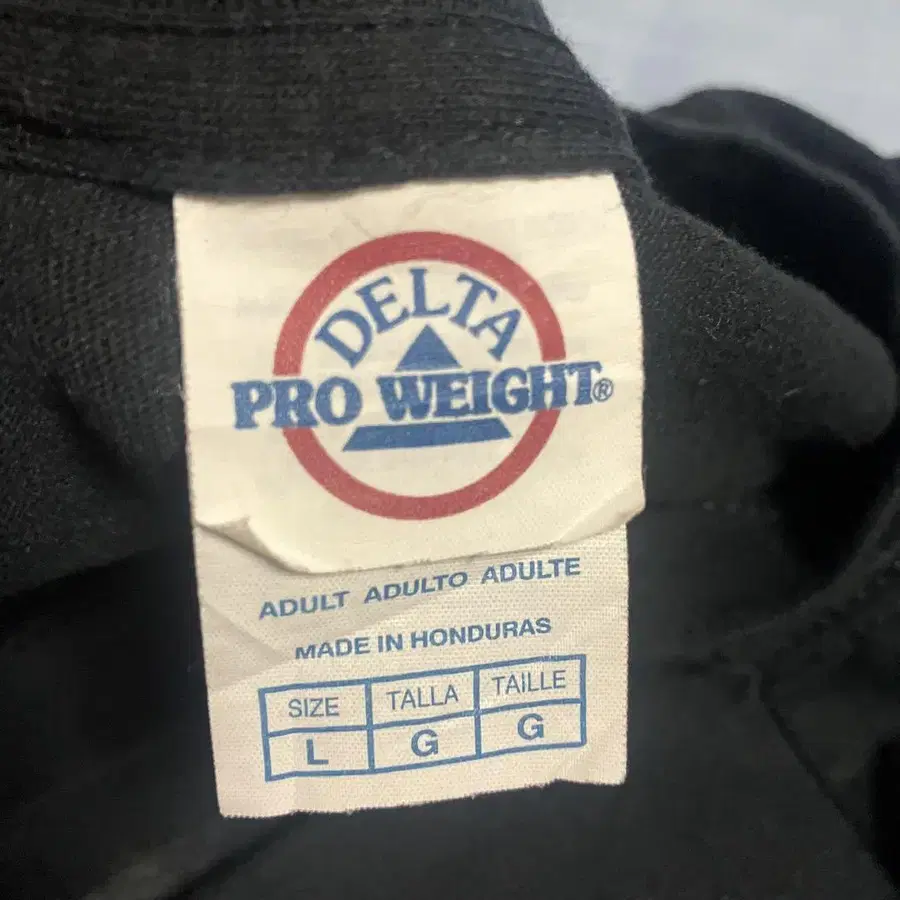 DELTA
PRO WEIGHT®
ADULT ADULTO ADULTE
MADE IN HONDURAS
SIZE TALLA TAILLE
L G G